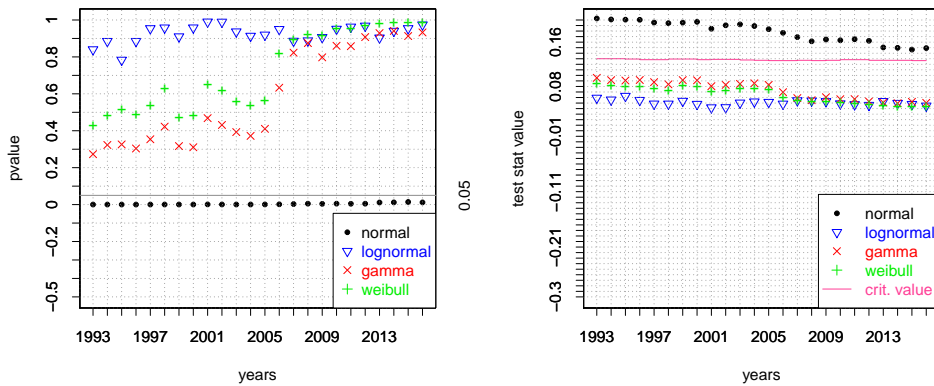 pvalue
1
0.8
0.6
0.4
0.2
0
−0.2
−0.5
0.05
normal
lognormal
gamma
weibull
1993
1997
2001
2005
2009
2013
years
test stat value
0.16
0.08
−0.01
−0.11
−0.21
−0.3
normal
lognormal
gamma
weibull
crit. value
1993
1997
2001
2005
2009
2013
years